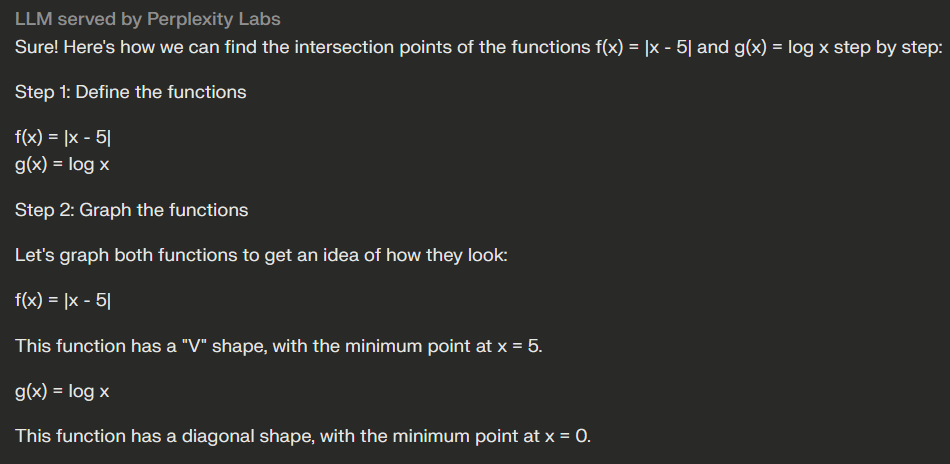 LLM served by Perplexity Labs
Sure! Here's how we can find the intersection points of the functions f(x) = |x - 5| and g(x) = log x step by step:
Step 1: Define the functions
f(x) = |x - 5|
g(x) = log x
Step 2: Graph the functions
Let's graph both functions to get an idea of how they look:
f(x) = |x - 5|
This function has a "V" shape, with the minimum point at x = 5.
g(x) = log x
This function has a diagonal shape, with the minimum point at x = 0.